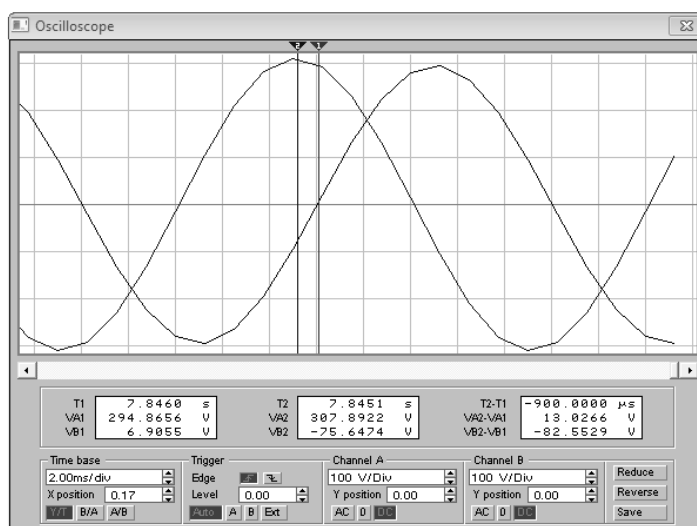 Oscilloscope
2 1
T1 7.8460 s T2 7.8451 s T2-T1 -900.0000 µs
VA1 294.8656 V VA2 307.8922 V VA2-VA1 13.0266 V
VB1 6.9055 V VB2 -75.6474 V VB2-VB1 -82.5529 V
Time base Trigger Channel A Channel B Reduce
2.00ms/div Edge 100 V/Div 100 V/Div
X position 0.17 Level 0.00 Y position 0.00 Y position 0.00 Reverse
Y/T B/A A/B Auto A B Ext AC 0 DC AC 0 DC Save